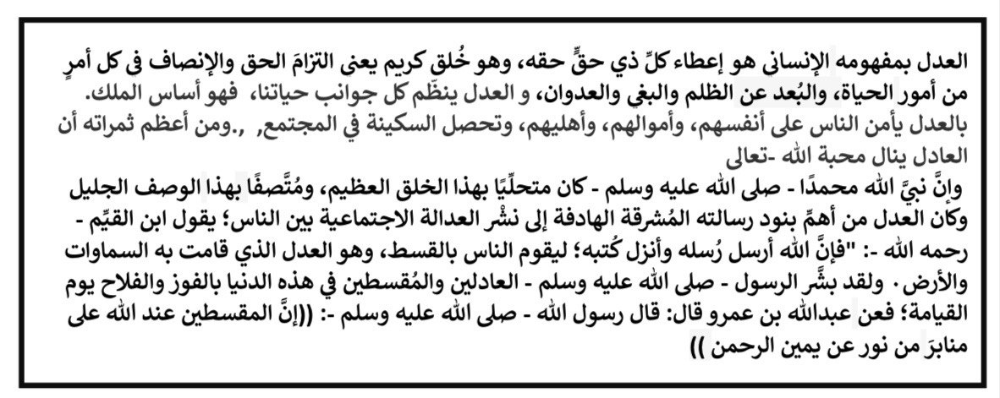 العدل بمفهومه الإنساني هو إعطاء كلِّ ذي حقٍّ حقه، وهو خُلق كريم يعنى التزامَ الحق والإنصاف في كل أمرٍ
من أمور الحياة، والبُعد عن الظلم والبغي والعدوان، و العدل ينظّم كل جوانب حياتنا، فهو أساس الملك.
بالعدل يأمن الناس على أنفسهم، وأموالهم، وأهليهم، وتحصل السكينة في المجتمع, ,.ومن أعظم ثمراته أن
العادل ينال محبة الله -تعالى
وإنَّ نبيَّ الله محمدًا - صلى الله عليه وسلم - كان متحلِّيًا بهذا الخلق العظيم، ومُتَّصفًا بهذا الوصف الجليل
وكان العدل من أهمِّ بنود رسالته المُشرقة الهادفة إلى نشْر العدالة الاجتماعية بين الناس؛ يقول ابن القيِّم -
رحمه الله -: "فإنَّ الله أرسل رُسله وأنزل كُتبه؛ ليقوم الناس بالقسط، وهو العدل الذي قامت به السماوات
والأرض. ولقد بشَّر الرسول - صلى الله عليه وسلم - العادلين والمُقسطين في هذه الدنيا بالفوز والفلاح يوم
القيامة؛ فعن عبدالله بن عمرو قال: قال رسول الله - صلى الله عليه وسلم -: ((إنَّ المقسطين عند الله على
منابرَ من نور عن يمين الرحمن ))